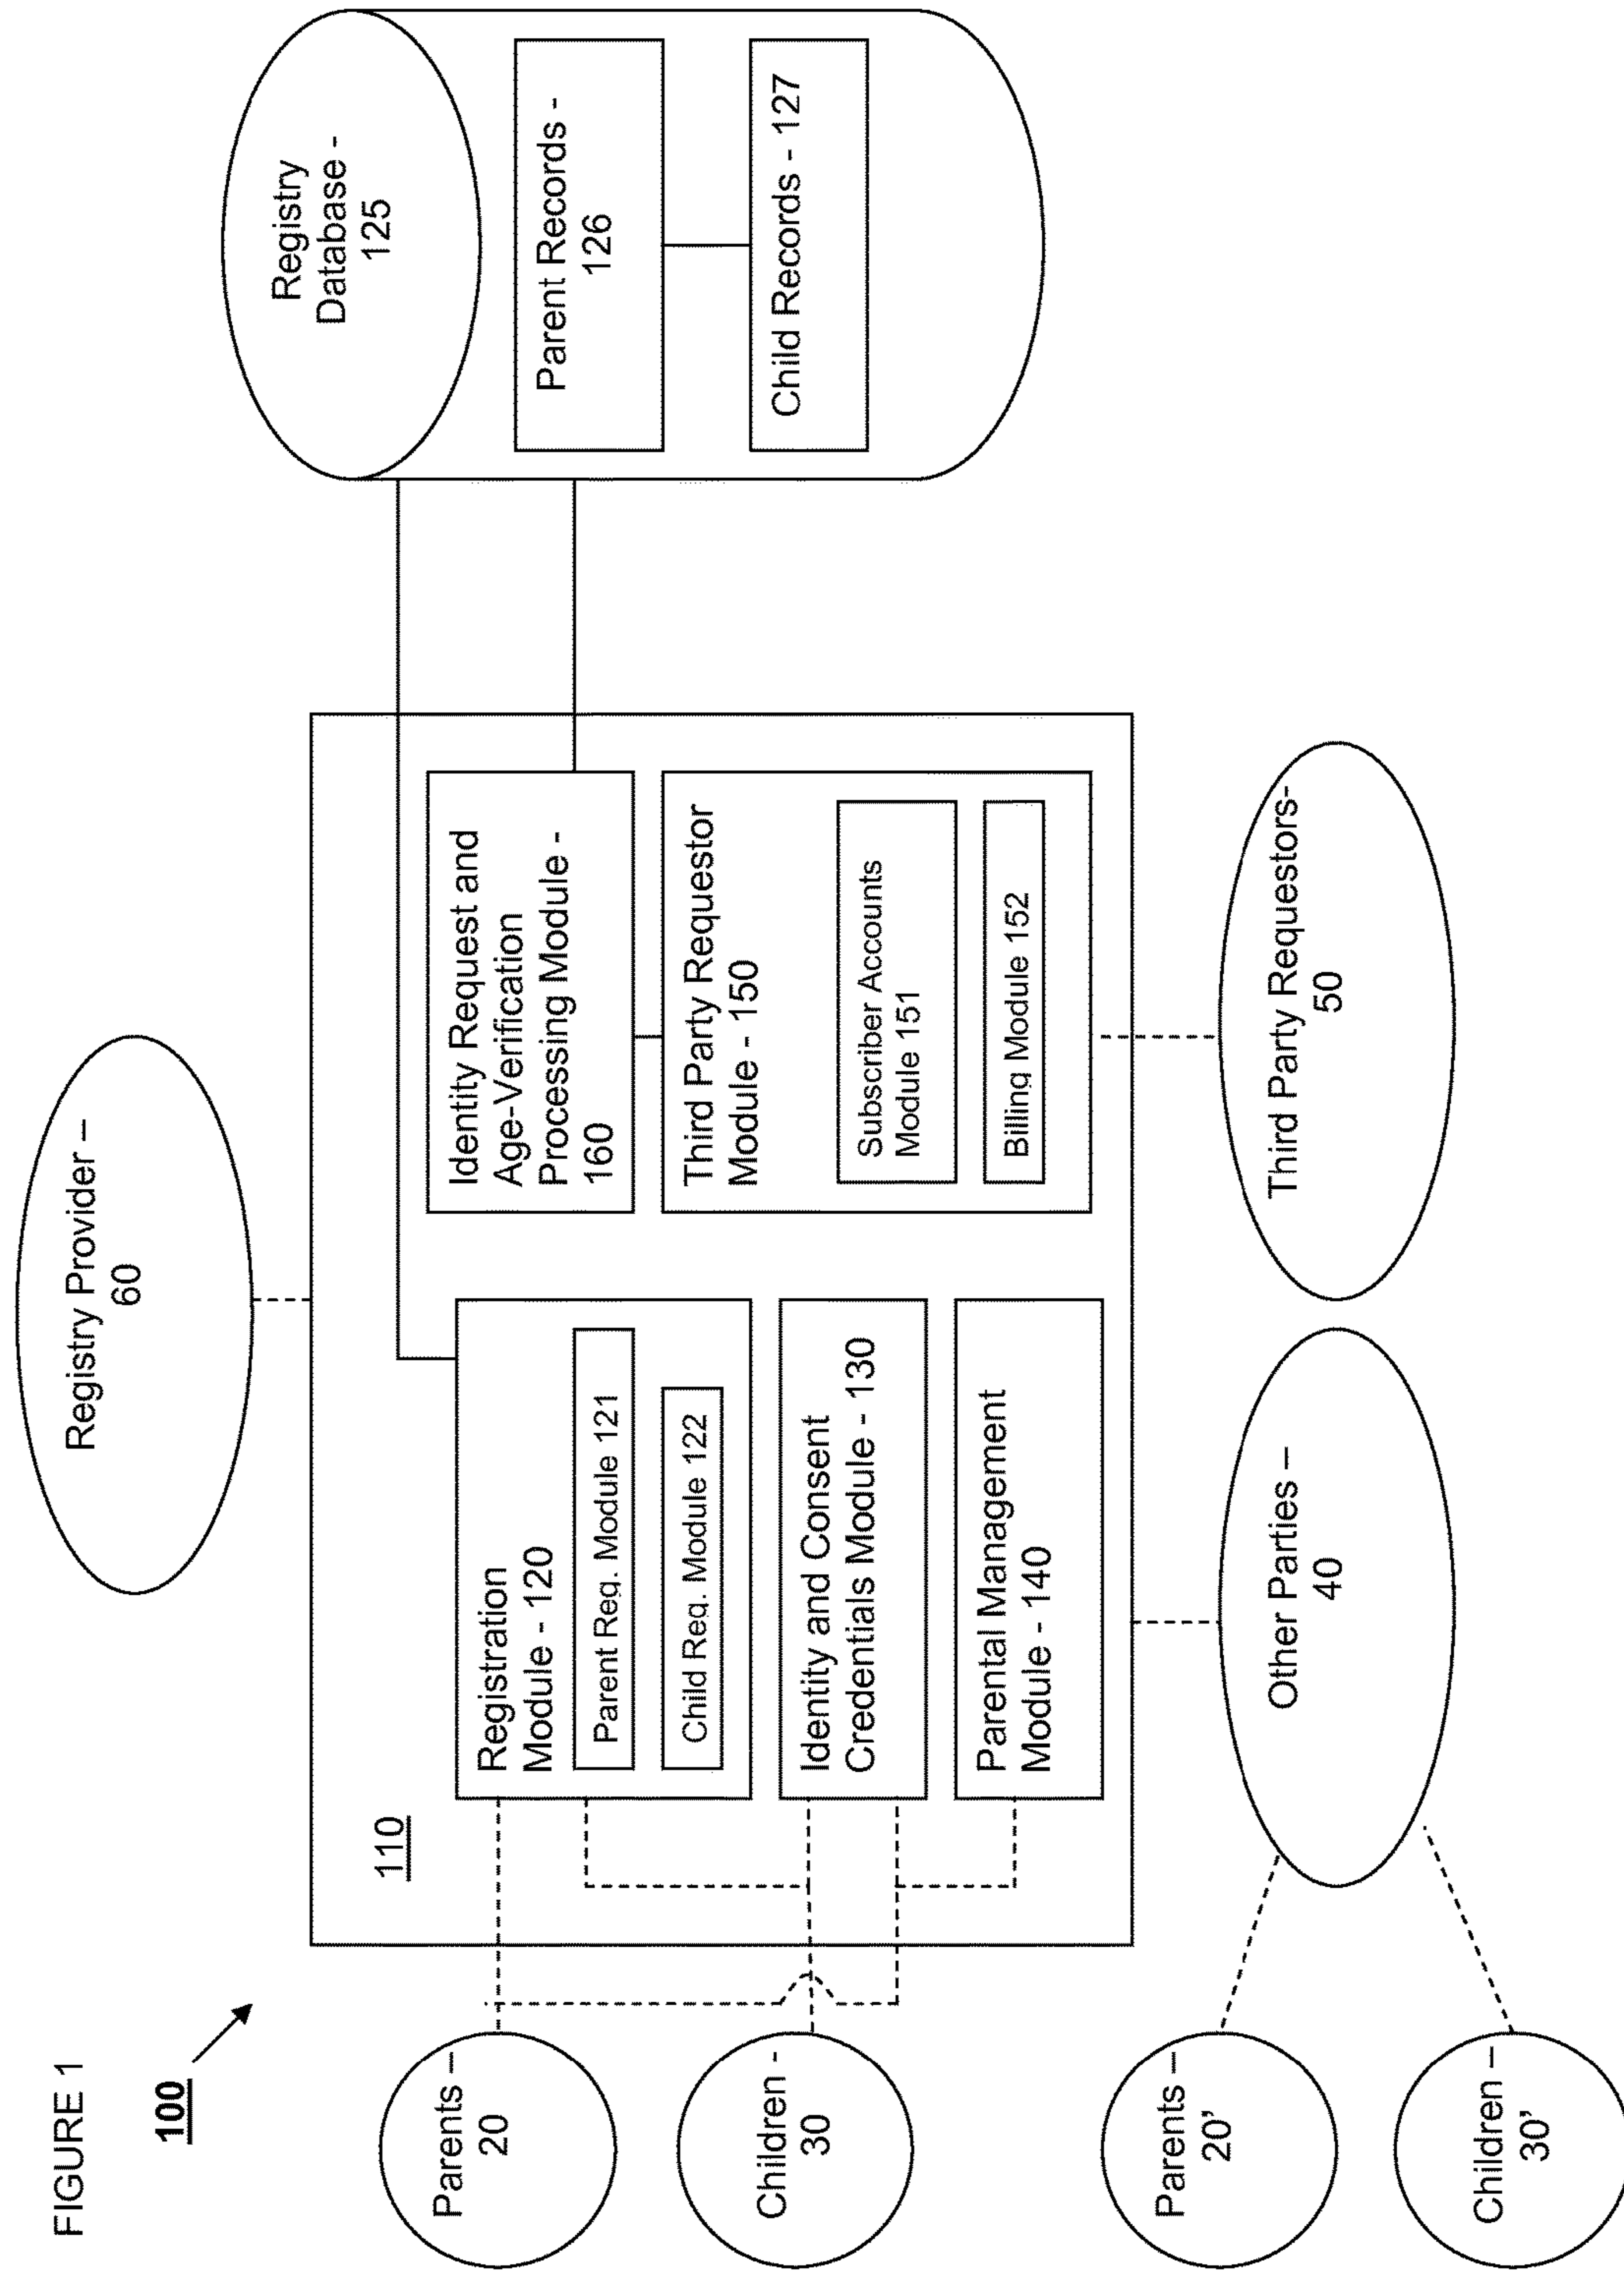 FIGURE 1
100
Registry Provider –
60
110
Parents –
20
Children -
30
Parents –
20’
Children –
30’
Registration
Module - 120
Parent Reg. Module 121
Child Reg. Module 122
Identity and Consent
Credentials Module - 130
Parental Management
Module - 140
Identity Request and
Age-Verification
Processing Module -
160
Third Party Requestor
Module - 150
Subscriber Accounts
Module 151
Billing Module 152
Other Parties –
40
Third Party Requestors-
50
Registry
Database -
125
Parent Records -
126
Child Records - 127